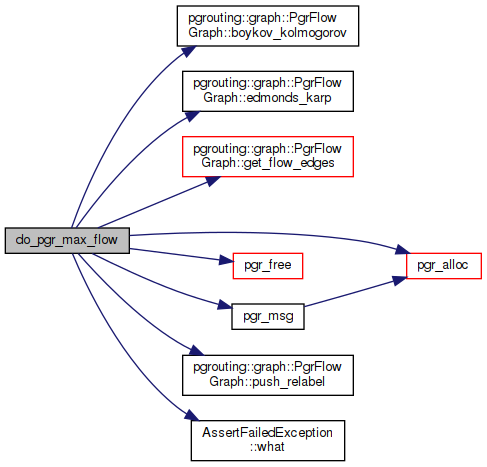 pgrouting::graph::PgrFlow
Graph::boykov_kolmogorov
pgrouting::graph::PgrFlow
Graph::edmonds_karp
pgrouting::graph::PgrFlow
Graph::get_flow_edges
do_pgr_max_flow
pgr_free
pgr_alloc
pgr_msg
pgrouting::graph::PgrFlow
Graph::push_relabel
AssertFailedException
::what